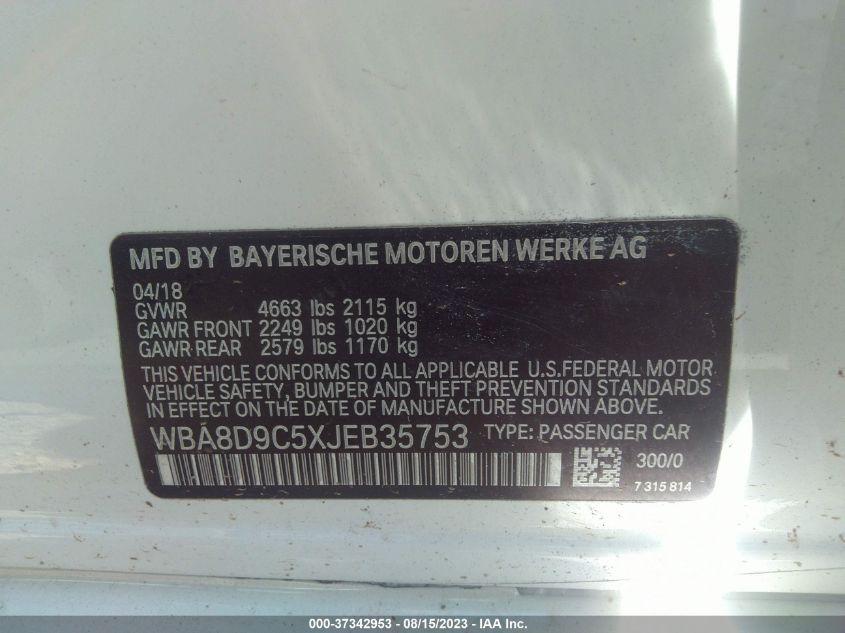 MFD BY BAYERISCHE MOTOREN WERKE AG
04/18
GVWR 4663 lbs 2115 kg
GAWR FRONT 2249 lbs 1020 kg
GAWR REAR 2579 lbs 1170 kg
THIS VEHICLE CONFORMS TO ALL APPLICABLE U.S.FEDERAL MOTOR
VEHICLE SAFETY, BUMPER AND THEFT PREVENTION STANDARDS
IN EFFECT ON THE DATE OF MANUFACTURE SHOWN ABOVE.
WBA8D9C5XJEB35753 TYPE: PASSENGER CAR
300/0
7 315 814
000-37342953 - 08/15/2023 - IAA Inc.